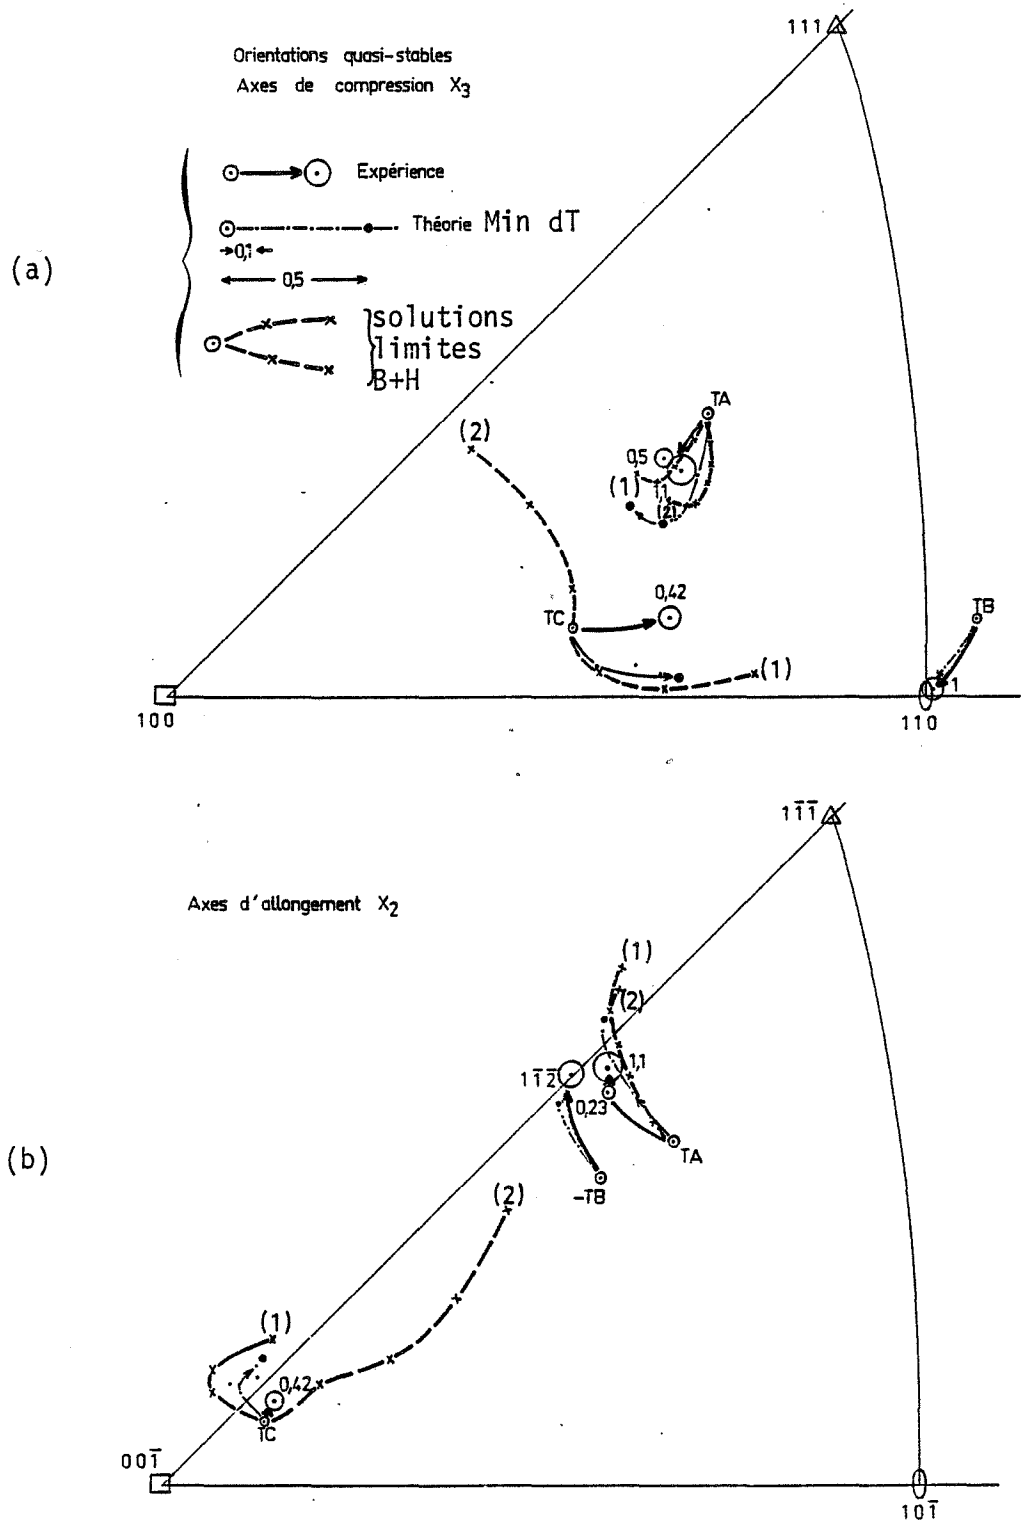 111
Orientations quasi-stables
Axes de compression X3
Expérience
Théorie Min dT
0,1
0,5
solutions
limites
B+H
(a)
TA
(2)
0,5
(1)
1,1
(2)
0,42
TC
TB
(1)
1
100
110
11̅1̅
Axes d'allongement X2
(1)
(2)
1,1
11̅2̅
0,23
TA
(b)
-TB
(2)
(1)
0,42
TC
001̅
101̅